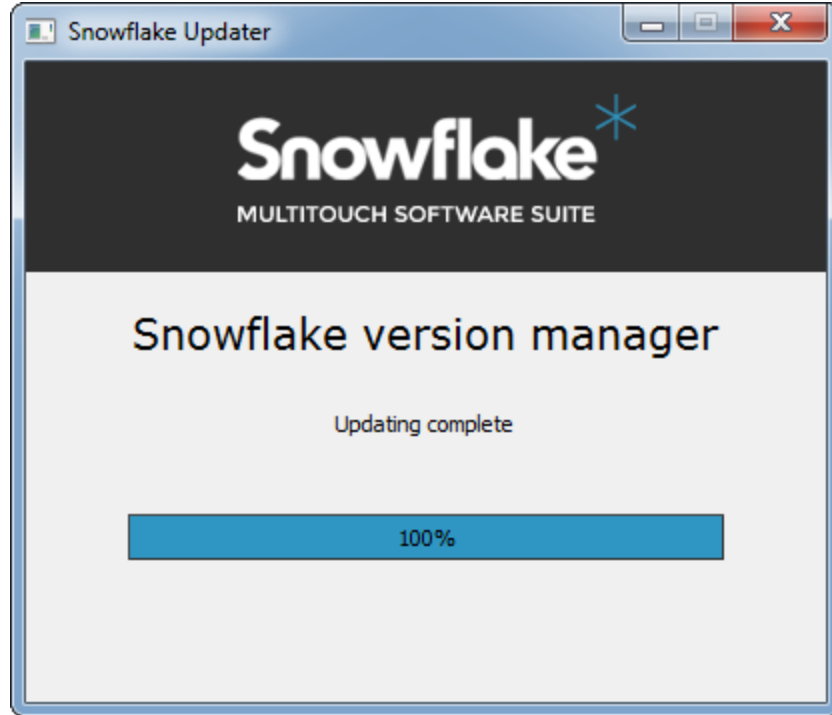 Snowflake Updater
Snowflake
MULTITOUCH SOFTWARE SUITE
Snowflake version manager
Updating complete
100%